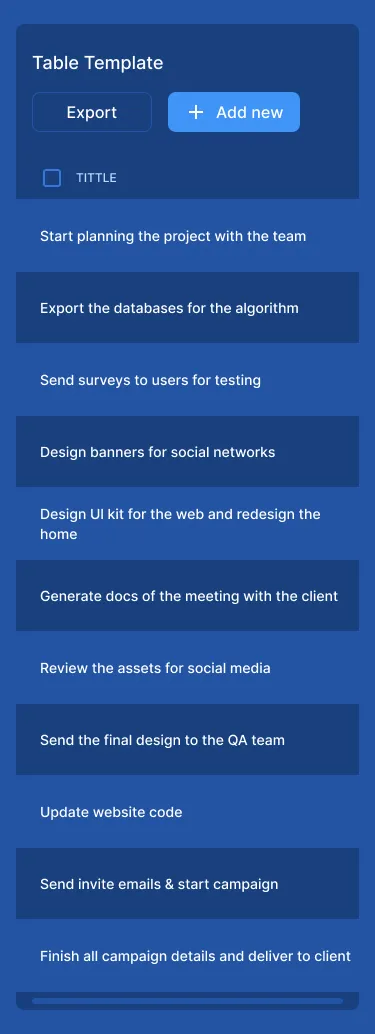 Table Template
Export
Add new
TITTLE
Start planning the project with the team
Export the databases for the algorithm
Send surveys to users for testing
Design banners for social networks
Design UI kit for the web and redesign the
home
Generate docs of the meeting with the client
Review the assets for social media
Send the final design to the QA team
Update website code
Send invite emails & start campaign
Finish all campaign details and deliver to client